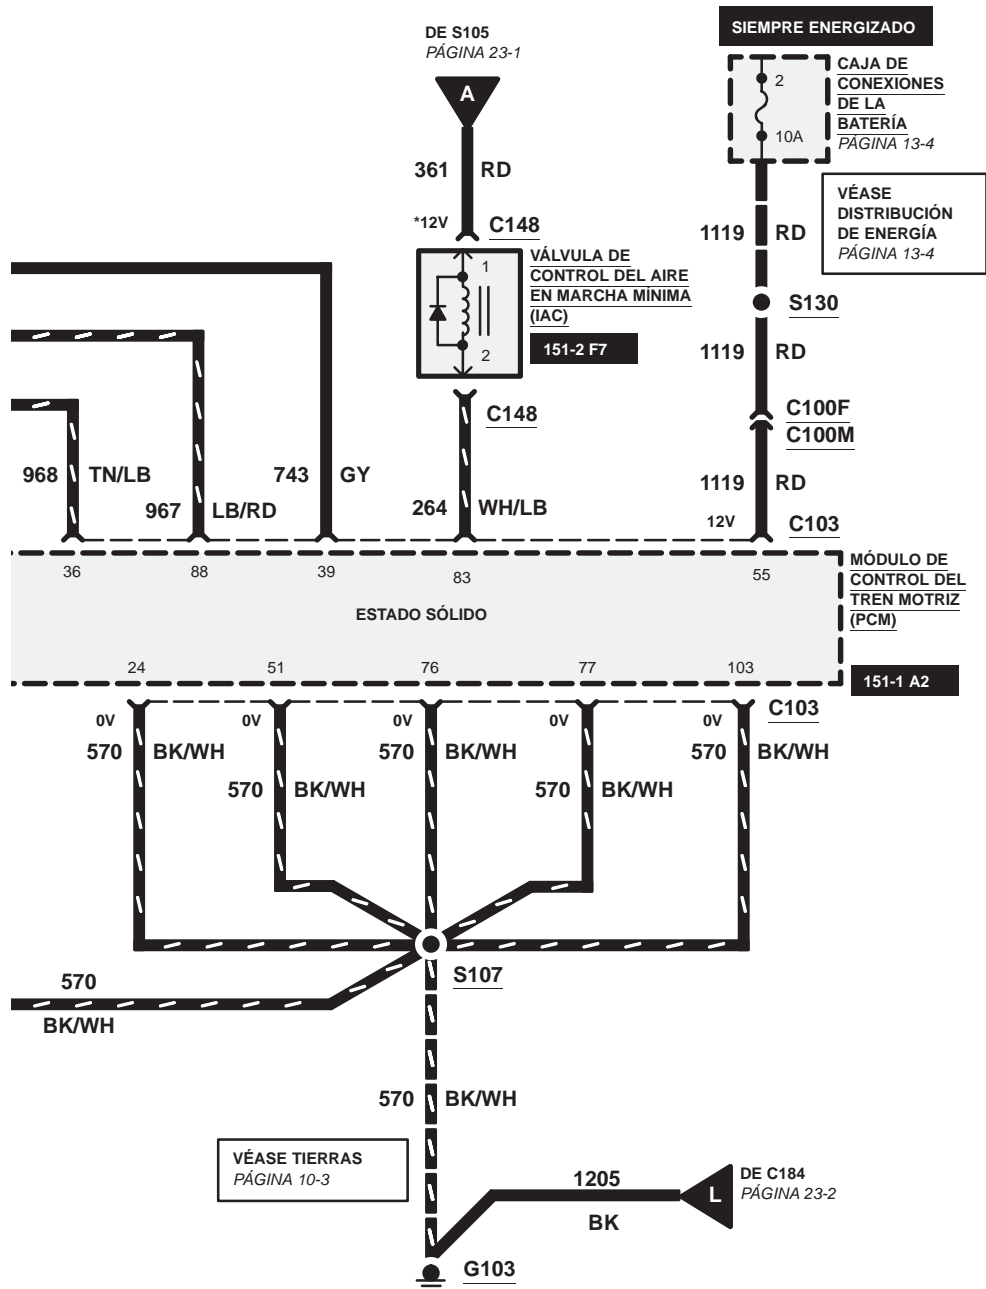 DE S105
PÁGINA 23-1
A
SIEMPRE ENERGIZADO
2
10A
CAJA DE
CONEXIONES
DE LA
BATERÍA
PÁGINA 13-4
361 RD
*12V
C148
VÉASE
DISTRIBUCIÓN
DE ENERGÍA
PÁGINA 13-4
1119 RD
1
2
VÁLVULA DE
CONTROL DEL AIRE
EN MARCHA MÍNIMA
(IAC)
151-2 F7
S130
1119 RD
C148
C100F
C100M
968 TN/LB
967 LB/RD
743 GY
264 WH/LB
1119 RD
12V
C103
36 88 39 83 55
ESTADO SÓLIDO
MÓDULO DE
CONTROL DEL
TREN MOTRIZ
(PCM)
151-1 A2
24 51 76 77 103
0V 0V 0V 0V 0V
C103
570 BK/WH
570 BK/WH
570 BK/WH
570 BK/WH
570 BK/WH
S107
570
BK/WH
570 BK/WH
VÉASE TIERRAS
PÁGINA 10-3
1205
BK
L
DE C184
PÁGINA 23-2
G103